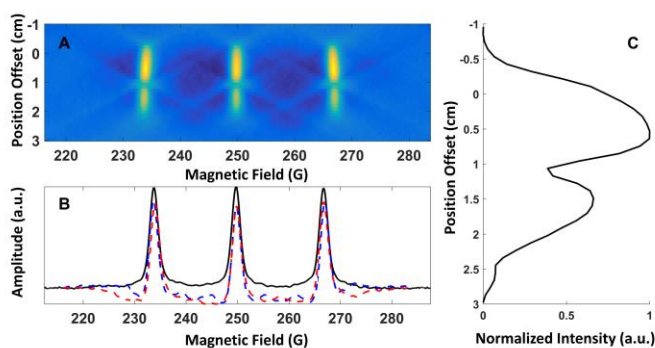 A
Position Offset (cm)
-1
0
1
2
3
220 230 240 250 260 270 280
Magnetic Field (G)
B
Amplitude (a.u.)
220 230 240 250 260 270 280
Magnetic Field (G)
C
Position Offset (cm)
-1
-0.5
0
0.5
1
1.5
2
2.5
3
0 0.5 1
Normalized Intensity (a.u.)